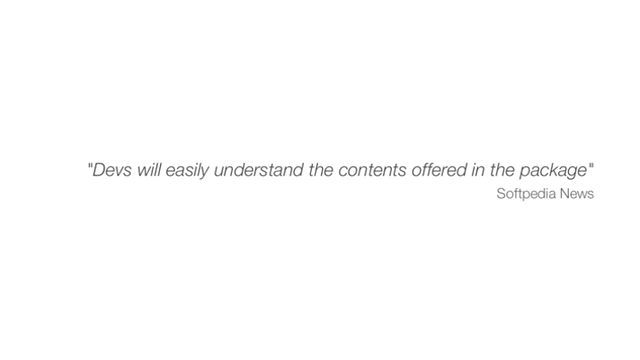 "Devs will easily understand the contents offered in the package"
Softpedia News